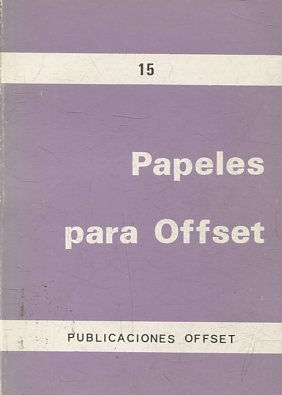 15
Papeles
para Offset
PUBLICACIONES OFFSET